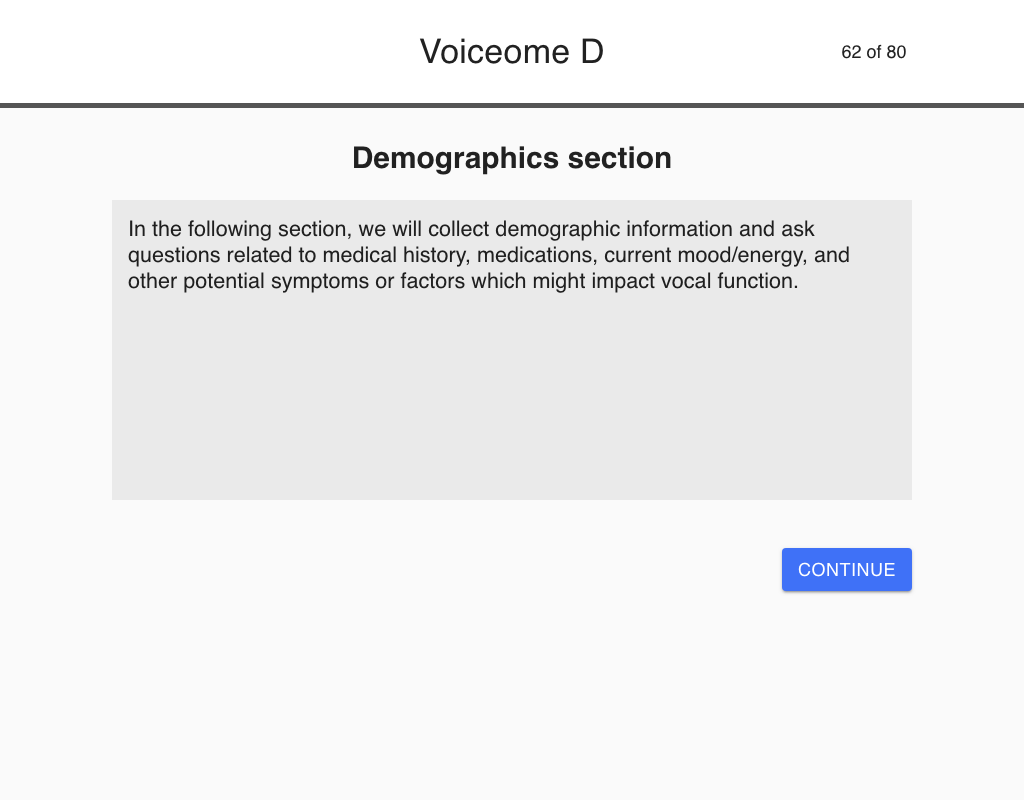 Voiceome D
62 of 80
Demographics section
In the following section, we will collect demographic information and ask
questions related to medical history, medications, current mood/energy, and
other potential symptoms or factors which might impact vocal function.
CONTINUE